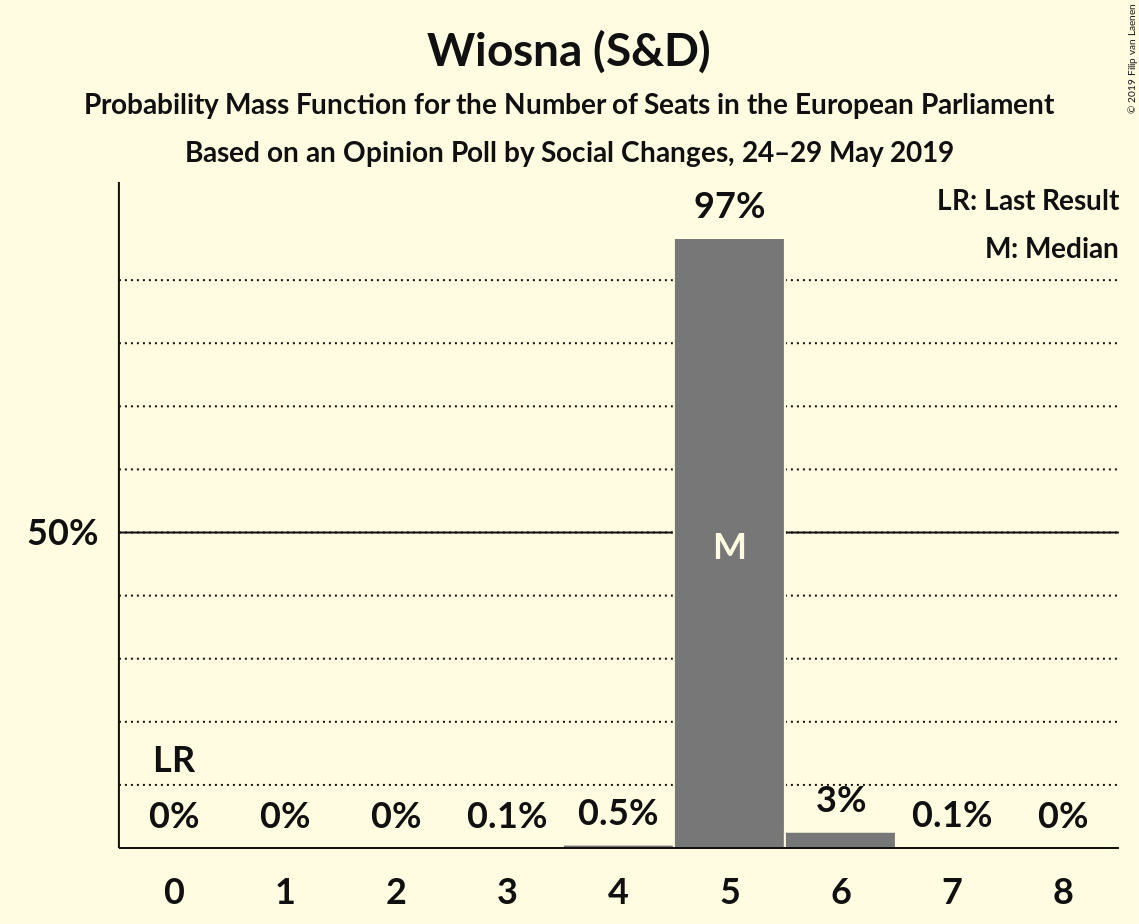 Wiosna (S&D)
Probability Mass Function for the Number of Seats in the European Parliament
Based on an Opinion Poll by Social Changes, 24–29 May 2019
© 2019 Filip van Laenen
LR: Last Result
M: Median
97%
50%
M
LR
0% 0% 0% 0.1% 0.5% 3% 0.1% 0%
0 1 2 3 4 5 6 7 8